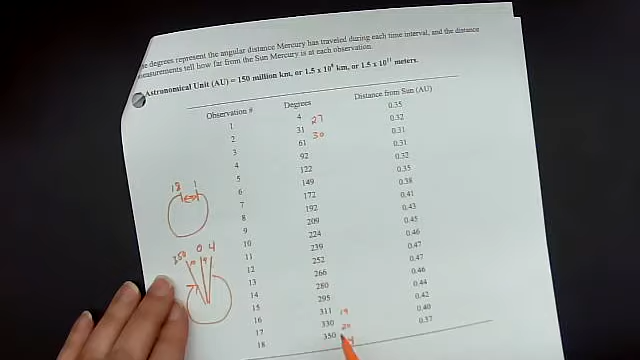 e degrees represent the angular distance Mercury has traveled during each time interval, and the distance
measurements tell how far from the Sun Mercury is at each observation.
Astronomical Unit (AU) = 150 million km, or 1.5 x 10⁸ km, or 1.5 x 10¹¹ meters.
Observation # Degrees Distance from Sun (AU)
1 4 0.35
27
2 31 0.32
30
3 61 0.31
4 92 0.31
5 122 0.32
6 149 0.35
7 172 0.38
8 192 0.41
9 209 0.43
10 224 0.45
11 239 0.46
12 252 0.47
13 266 0.47
14 280 0.46
15 295 0.44
16 311 0.42
19
17 330 0.40
20
18 350 0.37
18 1
350 0 4